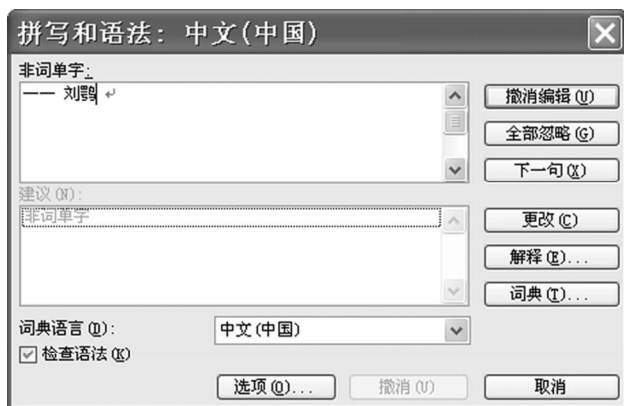 拼写和语法: 中文(中国)
非词单字:
—— 刘鹗
撤消编辑(U)
全部忽略(G)
下一句(X)
建议(N):
非词单字
更改(C)
解释(E)...
词典(T)...
词典语言(D):
中文(中国)
检查语法(K)
选项(O)...
撤消(U)
取消